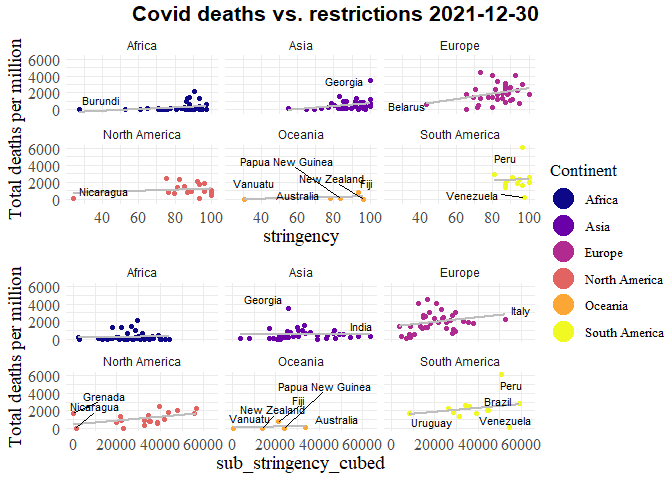 Covid deaths vs. restrictions 2021-12-30
Africa Asia Europe
Total deaths per million
6000
4000
2000
0
Burundi
Georgia
Belarus
North America Oceania South America
6000
4000
2000
0
Nicaragua
Papua New Guinea
New Zealand
Vanuatu
Fiji
Australia
Peru
Venezuela
40 60 80 100 40 60 80 100 40 60 80 100
stringency
Continent
Africa
Asia
Europe
North America
Oceania
South America
Africa Asia Europe
Total deaths per million
6000
4000
2000
0
Georgia
India
Italy
North America Oceania South America
6000
4000
2000
0
Grenada
Nicaragua
Papua New Guinea
Fiji
New Zealand
Vanuatu
Australia
Peru
Brazil
Uruguay
Venezuela
0 20000 40000 60000 0 20000 40000 60000 0 20000 40000 60000
sub_stringency_cubed